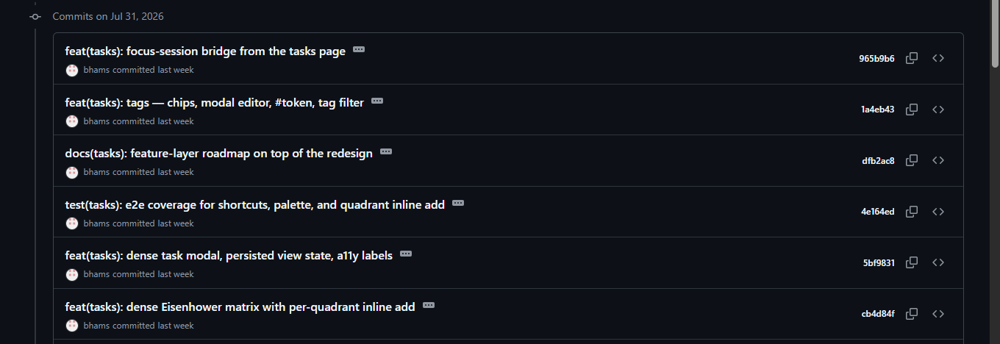 Commits on Jul 31, 2026
feat(tasks): focus-session bridge from the tasks page
965b9b6
bhams committed last week
feat(tasks): tags — chips, modal editor, #token, tag filter
1a4eb43
bhams committed last week
docs(tasks): feature-layer roadmap on top of the redesign
dfb2ac8
bhams committed last week
test(tasks): e2e coverage for shortcuts, palette, and quadrant inline add
4e164ed
bhams committed last week
feat(tasks): dense task modal, persisted view state, a11y labels
5bf9831
bhams committed last week
feat(tasks): dense Eisenhower matrix with per-quadrant inline add
cb4d84f
bhams committed last week